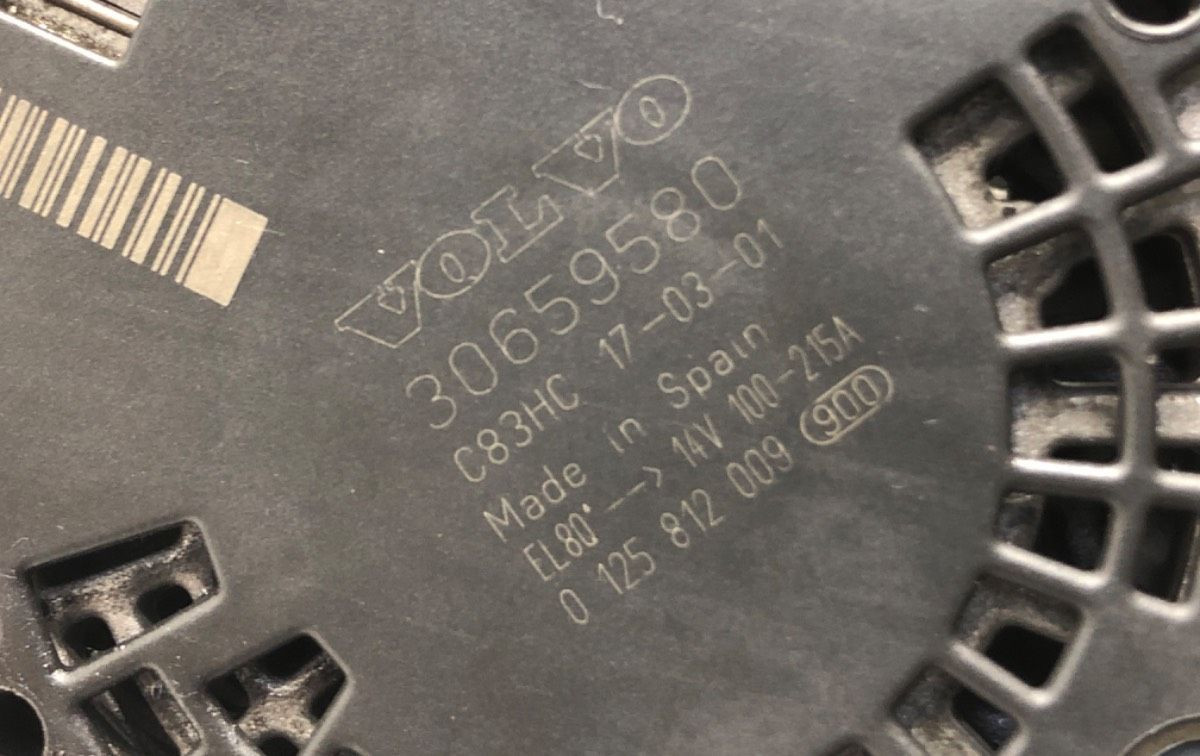 VOLVO
30659580
C83HC 17-03-01
Made in Spain
EL80° —> 14V 100-215A
0 125 812 009 900